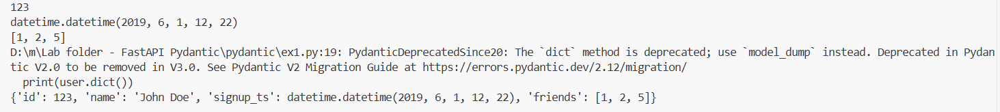 123
datetime.datetime(2019, 6, 1, 12, 22)
[1, 2, 5]
D:\m\Lab folder - FastAPI Pydantic\pydantic\ex1.py:19: PydanticDeprecatedSince20: The `dict` method is deprecated; use `model_dump` instead. Deprecated in Pydan
tic V2.0 to be removed in V3.0. See Pydantic V2 Migration Guide at https://errors.pydantic.dev/2.12/migration/
  print(user.dict())
{'id': 123, 'name': 'John Doe', 'signup_ts': datetime.datetime(2019, 6, 1, 12, 22), 'friends': [1, 2, 5]}